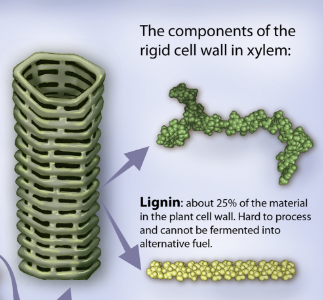 The components of the
rigid cell wall in xylem:
Lignin: about 25% of the material
in the plant cell wall. Hard to process
and cannot be fermented into
alternative fuel.